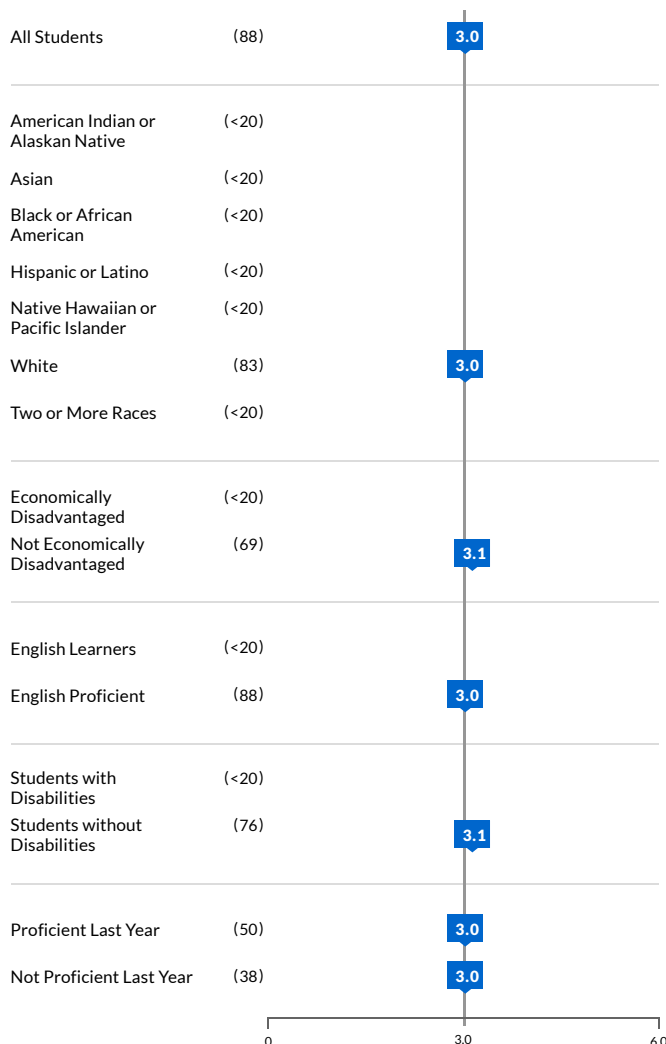 All Students (88) 3.0
American Indian or (<20)
Alaskan Native
Asian (<20)
Black or African (<20)
American
Hispanic or Latino (<20)
Native Hawaiian or (<20)
Pacific Islander
White (83) 3.0
Two or More Races (<20)
Economically (<20)
Disadvantaged
Not Economically (69) 3.1
Disadvantaged
English Learners (<20)
English Proficient (88) 3.0
Students with (<20)
Disabilities
Students without (76) 3.1
Disabilities
Proficient Last Year (50) 3.0
Not Proficient Last Year (38) 3.0
0 3.0 6.0